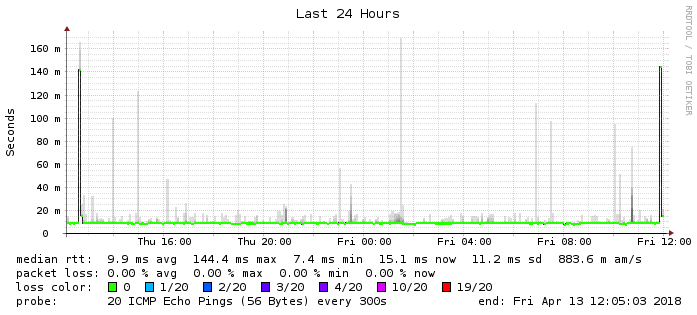 Last 24 Hours
RRDTOOL / TOBI OETIKER
Seconds
160 m
140 m
120 m
100 m
80 m
60 m
40 m
20 m
0
Thu 16:00 Thu 20:00 Fri 00:00 Fri 04:00 Fri 08:00 Fri 12:00
median rtt: 9.9 ms avg 144.4 ms max 7.4 ms min 15.1 ms now 11.2 ms sd 883.6 m am/s
packet loss: 0.00 % avg 0.00 % max 0.00 % min 0.00 % now
loss color: 0 1/20 2/20 3/20 4/20 10/20 19/20
probe: 20 ICMP Echo Pings (56 Bytes) every 300s end: Fri Apr 13 12:05:03 2018